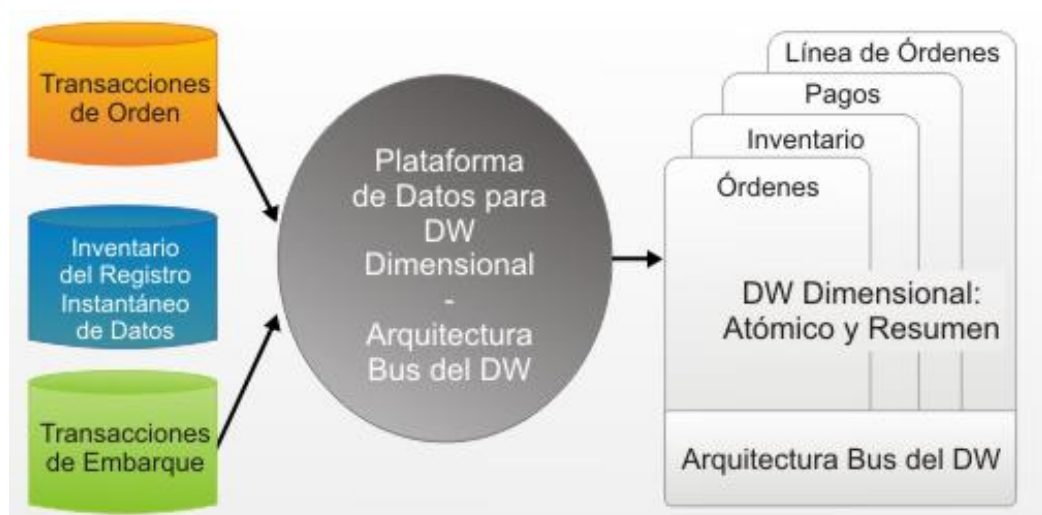 Transacciones
de Orden
Inventario
del Registro
Instantáneo
de Datos
Transacciones
de Embarque
Plataforma
de Datos para
DW
Dimensional
-
Arquitectura
Bus del DW
Línea de Órdenes
Pagos
Inventario
Órdenes
DW Dimensional:
Atómico y Resumen
Arquitectura Bus del DW